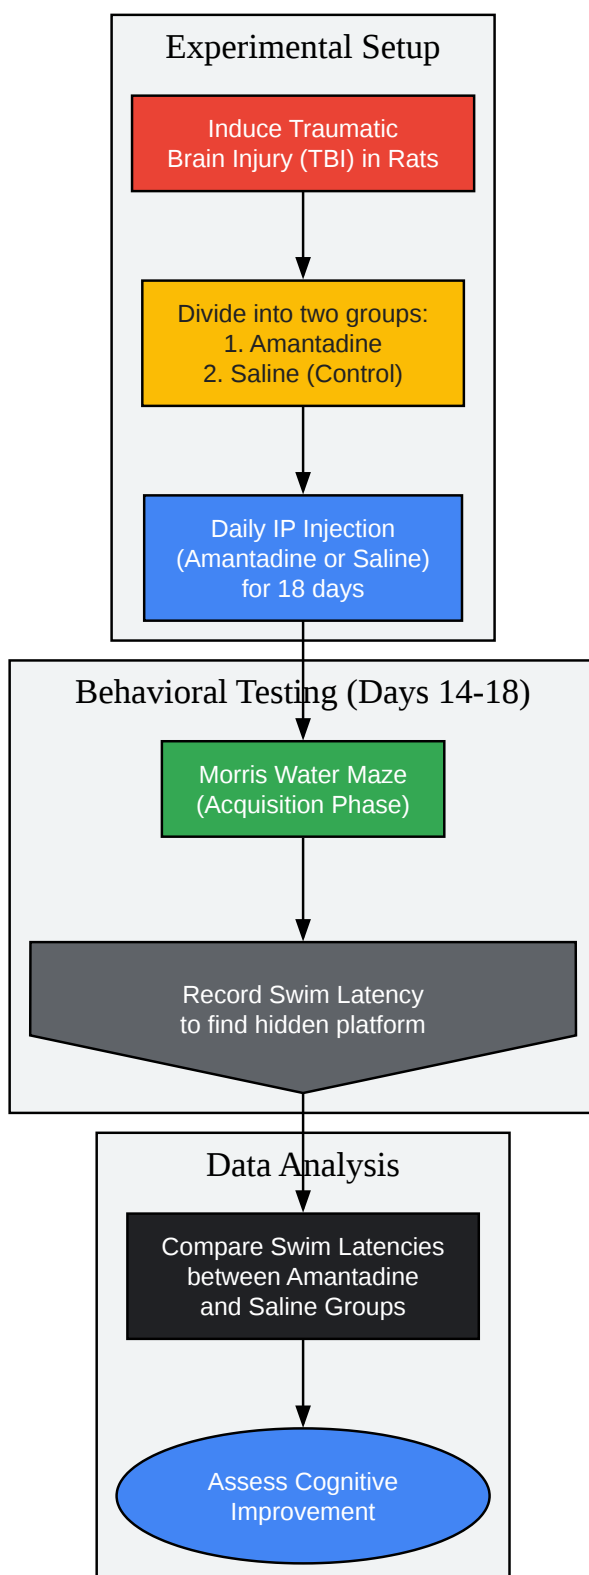 Experimental Setup
Induce Traumatic
Brain Injury (TBI) in Rats
Divide into two groups:
1. Amantadine
2. Saline (Control)
Daily IP Injection
(Amantadine or Saline)
for 18 days
Behavioral Testing (Days 14-18)
Morris Water Maze
(Acquisition Phase)
Record Swim Latency
to find hidden platform
Data Analysis
Compare Swim Latencies
between Amantadine
and Saline Groups
Assess Cognitive
Improvement